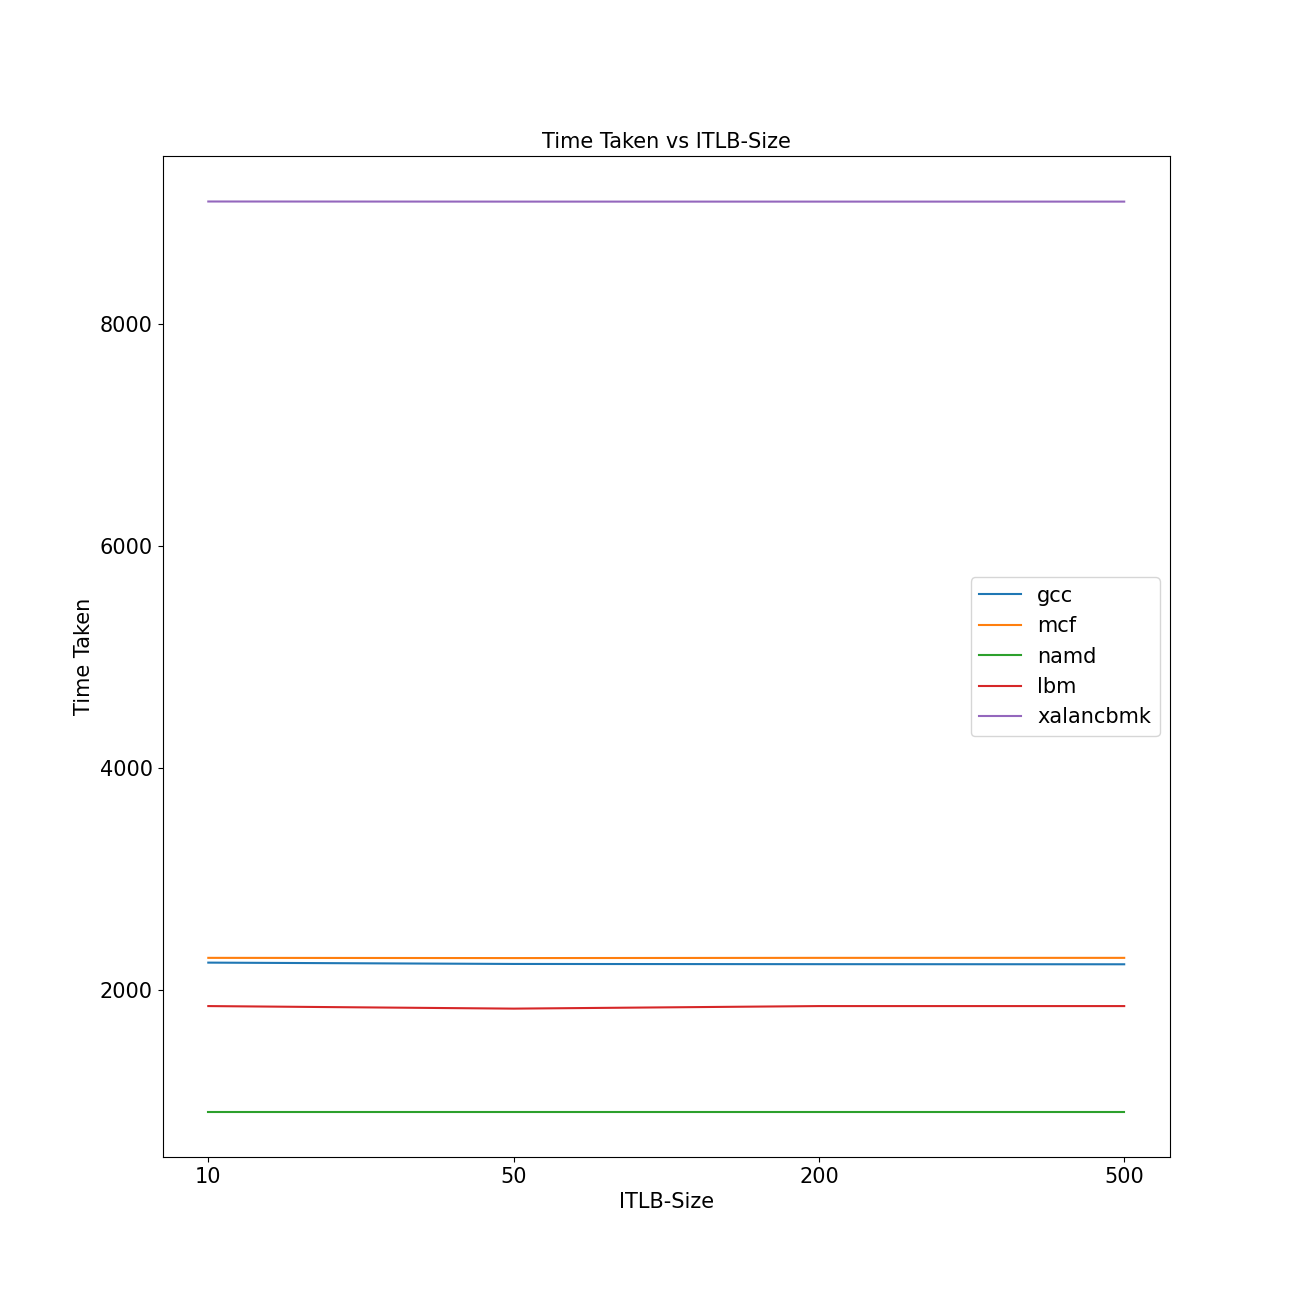 Time Taken vs ITLB-Size
Time Taken
8000
6000
4000
2000
10 50 200 500
ITLB-Size
gcc
mcf
namd
lbm
xalancbmk